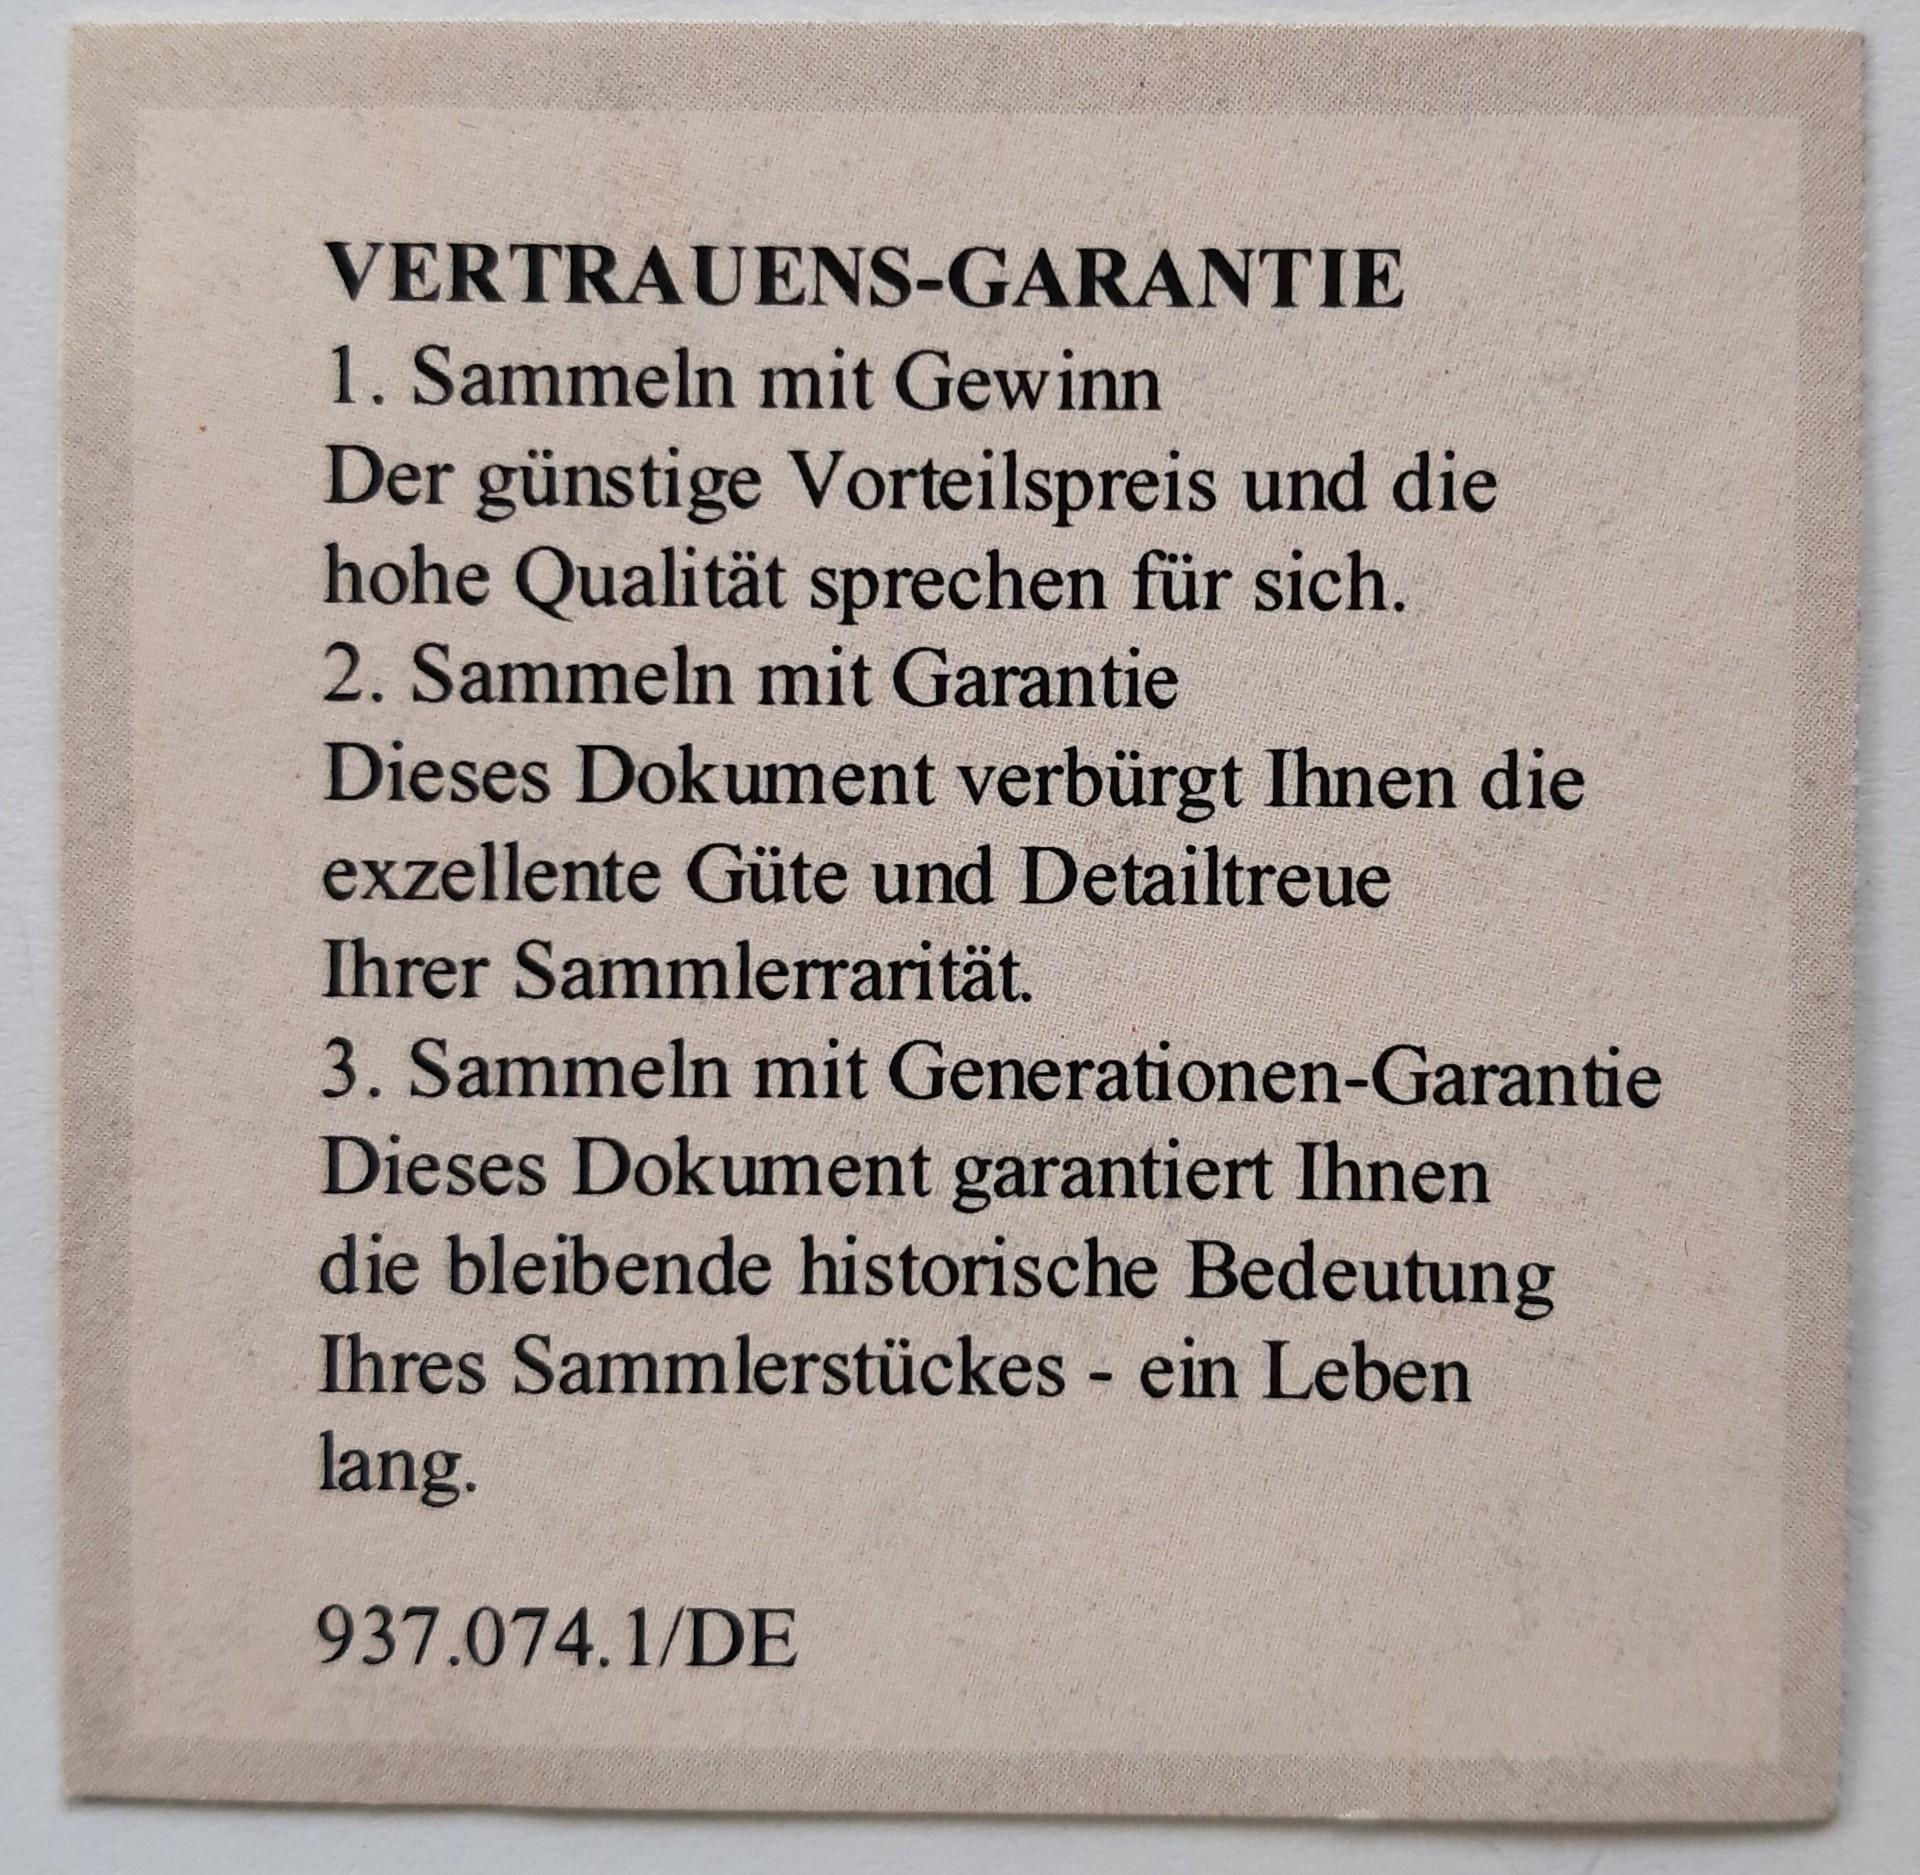 VERTRAUENS-GARANTIE
1. Sammeln mit Gewinn
Der günstige Vorteilspreis und die
hohe Qualität sprechen für sich.
2. Sammeln mit Garantie
Dieses Dokument verbürgt Ihnen die
exzellente Güte und Detailtreue
Ihrer Sammlerrarität.
3. Sammeln mit Generationen-Garantie
Dieses Dokument garantiert Ihnen
die bleibende historische Bedeutung
Ihres Sammlerstückes - ein Leben
lang.
937.074.1/DE